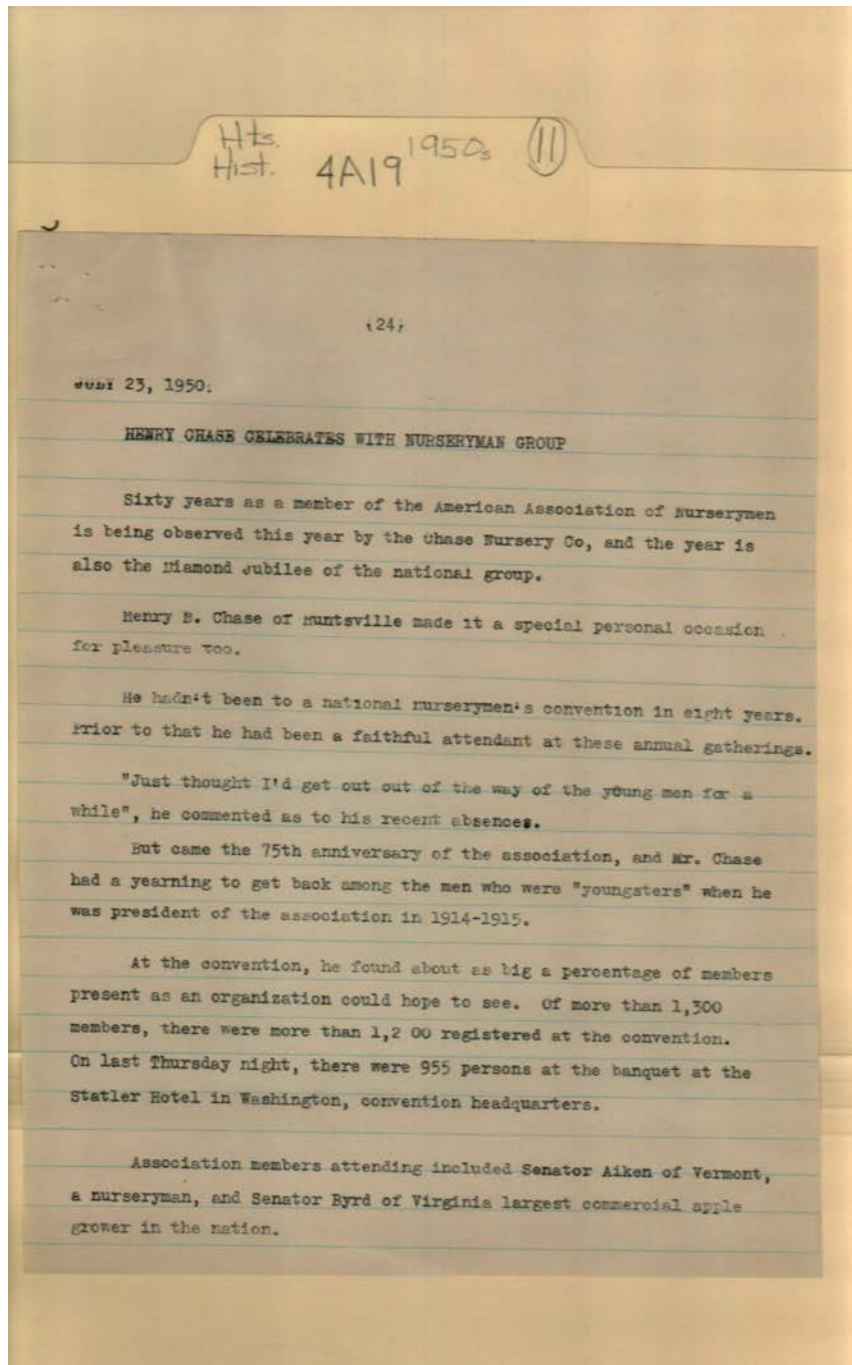 Hts.
Hist. 4A19 1950s 11
(24)
JULY 23, 1950.
HENRY CHASE CELEBRATES WITH NURSERYMAN GROUP
Sixty years as a member of the American Association of Nurserymen
is being observed this year by the Chase Nursery Co, and the year is
also the Diamond Jubilee of the national group.
Henry B. Chase of Huntsville made it a special personal occasion
for pleasure too.
He hadn't been to a national nurserymen's convention in eight years.
Prior to that he had been a faithful attendant at these annual gatherings.
"Just thought I'd get out out of the way of the young men for a
while", he commented as to his recent absences.
But came the 75th anniversary of the association, and Mr. Chase
had a yearning to get back among the men who were "youngsters" when he
was president of the association in 1914-1915.
At the convention, he found about as big a percentage of members
present as an organization could hope to see. Of more than 1,300
members, there were more than 1,2 00 registered at the convention.
On last Thursday night, there were 955 persons at the banquet at the
Statler Hotel in Washington, convention headquarters.
Association members attending included Senator Aiken of Vermont,
a nurseryman, and Senator Byrd of Virginia largest commercial apple
grower in the nation.